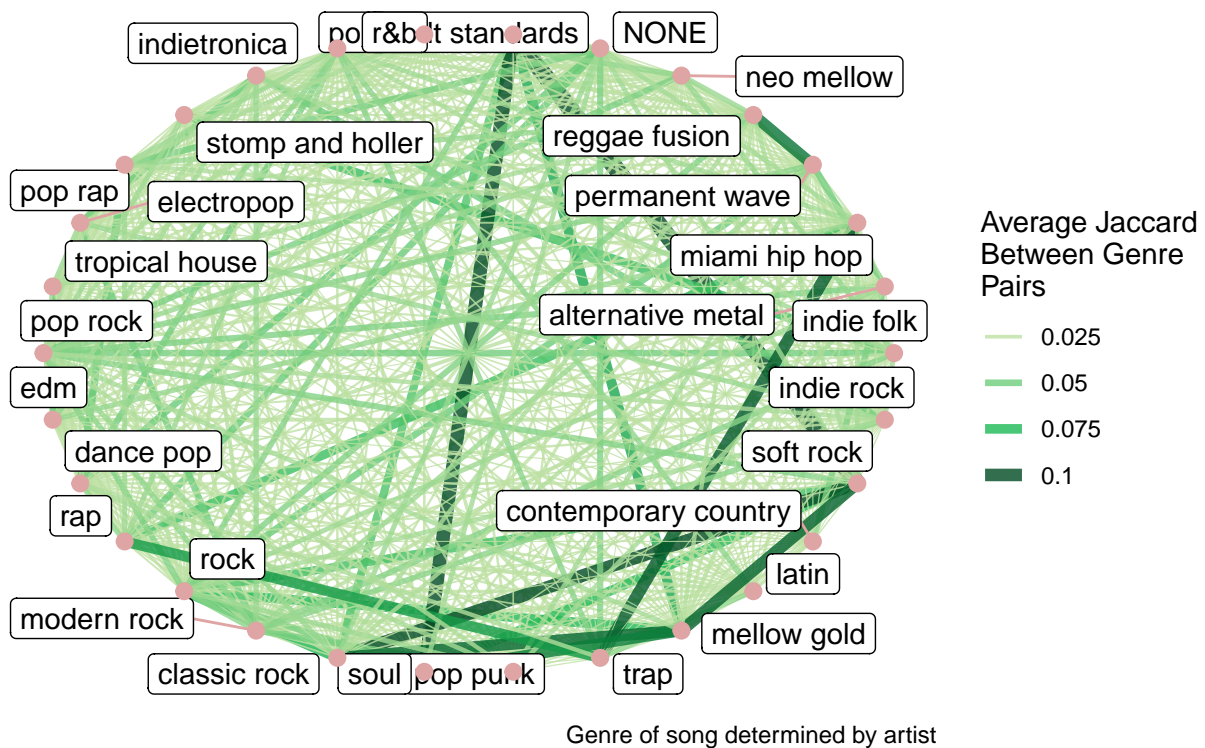 po
r&b
lt standards
NONE
indietronica
neo mellow
stomp and holler
reggae fusion
pop rap
electropop
permanent wave
tropical house
miami hip hop
pop rock
alternative metal
indie folk
edm
indie rock
dance pop
soft rock
rap
contemporary country
rock
latin
modern rock
mellow gold
classic rock
soul
pop punk
trap
Average Jaccard
Between Genre
Pairs
0.025
0.05
0.075
0.1
Genre of song determined by artist